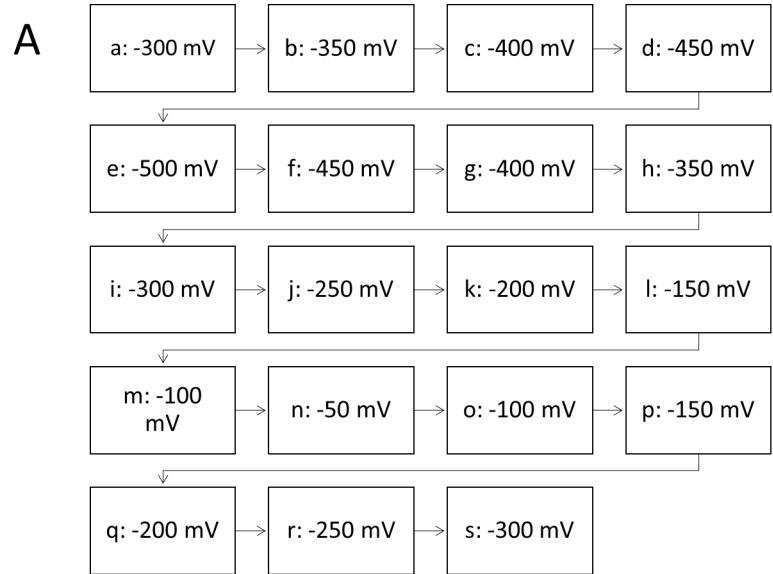 A
a: -300 mV
b: -350 mV
c: -400 mV
d: -450 mV
e: -500 mV
f: -450 mV
g: -400 mV
h: -350 mV
i: -300 mV
j: -250 mV
k: -200 mV
l: -150 mV
m: -100
mV
n: -50 mV
o: -100 mV
p: -150 mV
q: -200 mV
r: -250 mV
s: -300 mV